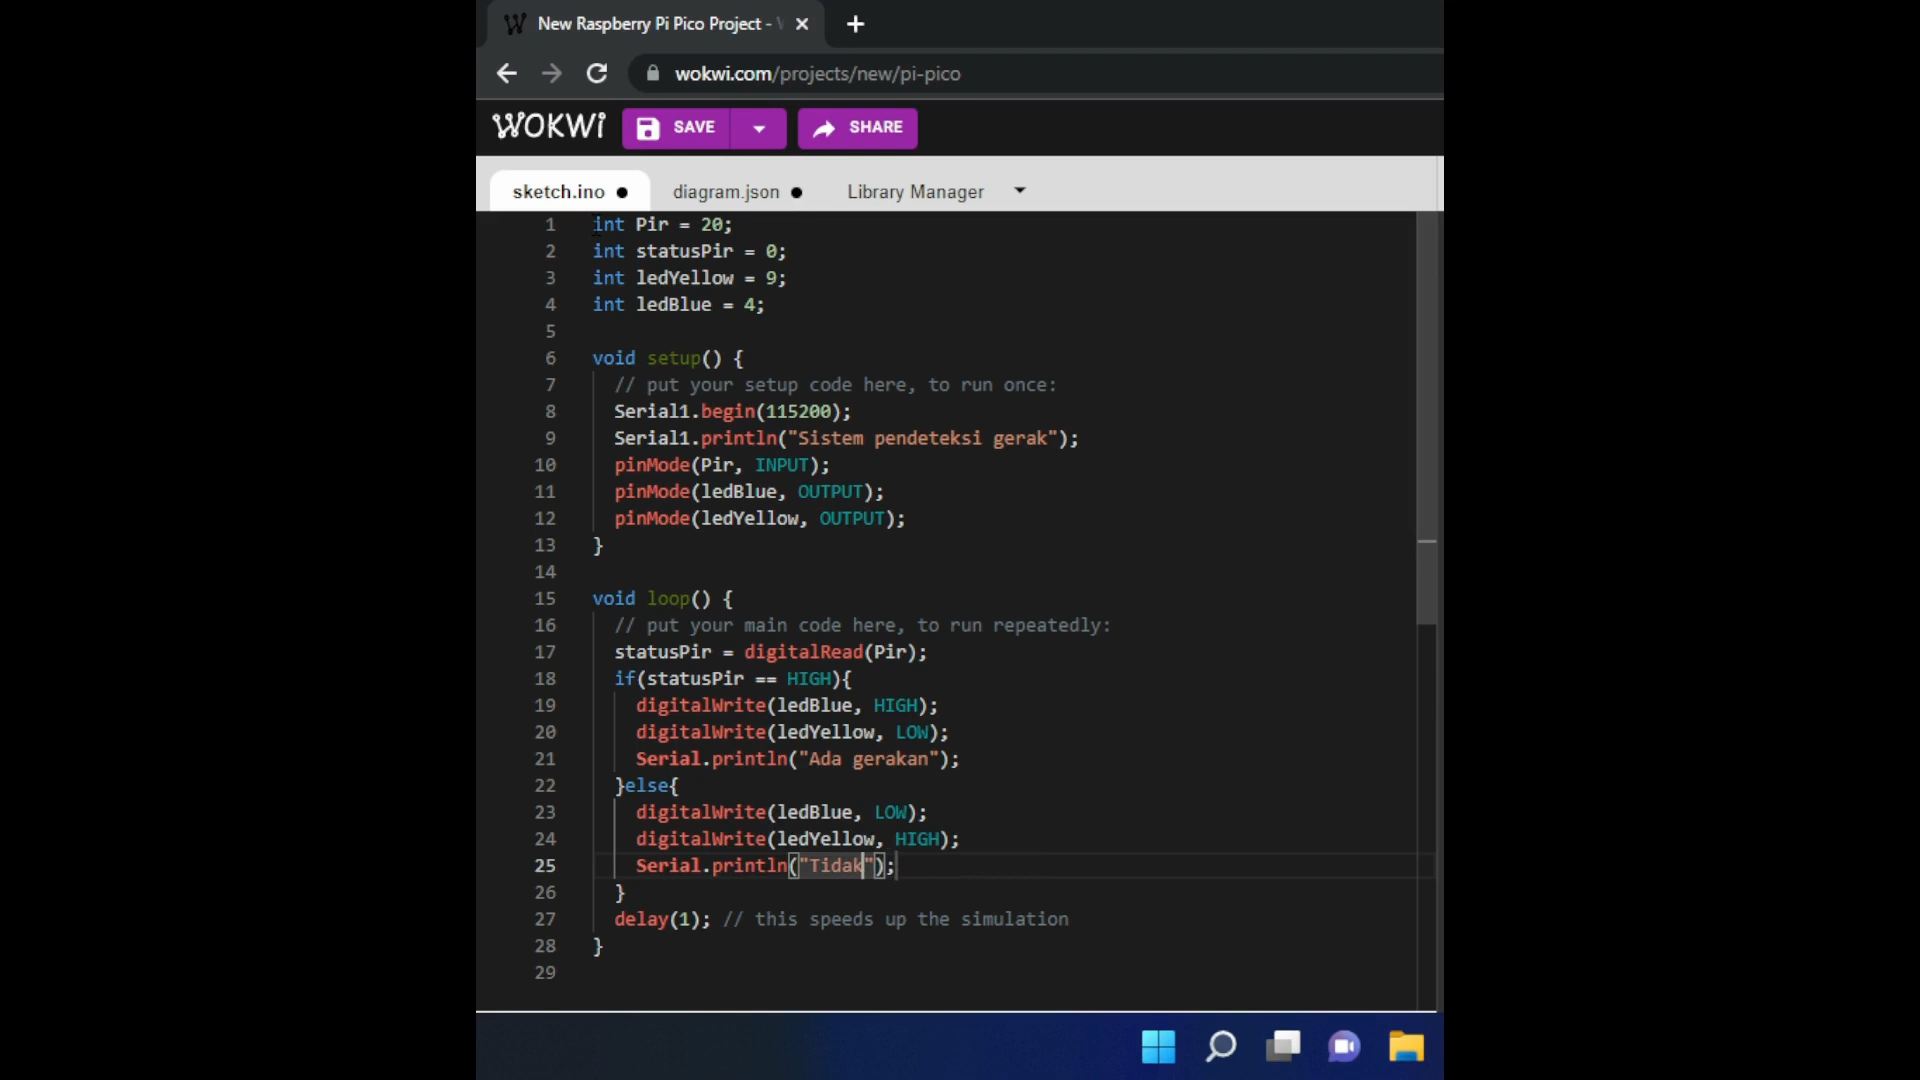 New Raspberry Pi Pico Project -
wokwi.com/projects/new/pi-pico
WOKWi SAVE SHARE
sketch.ino ● diagram.json ● Library Manager
1 int Pir = 20;
2 int statusPir = 0;
3 int ledYellow = 9;
4 int ledBlue = 4;
5
6 void setup() {
7 // put your setup code here, to run once:
8 Serial1.begin(115200);
9 Serial1.println("Sistem pendeteksi gerak");
10 pinMode(Pir, INPUT);
11 pinMode(ledBlue, OUTPUT);
12 pinMode(ledYellow, OUTPUT);
13 }
14
15 void loop() {
16 // put your main code here, to run repeatedly:
17 statusPir = digitalRead(Pir);
18 if(statusPir == HIGH){
19 digitalWrite(ledBlue, HIGH);
20 digitalWrite(ledYellow, LOW);
21 Serial.println("Ada gerakan");
22 }else{
23 digitalWrite(ledBlue, LOW);
24 digitalWrite(ledYellow, HIGH);
25 Serial.println("Tidak");
26 }
27 delay(1); // this speeds up the simulation
28 }
29